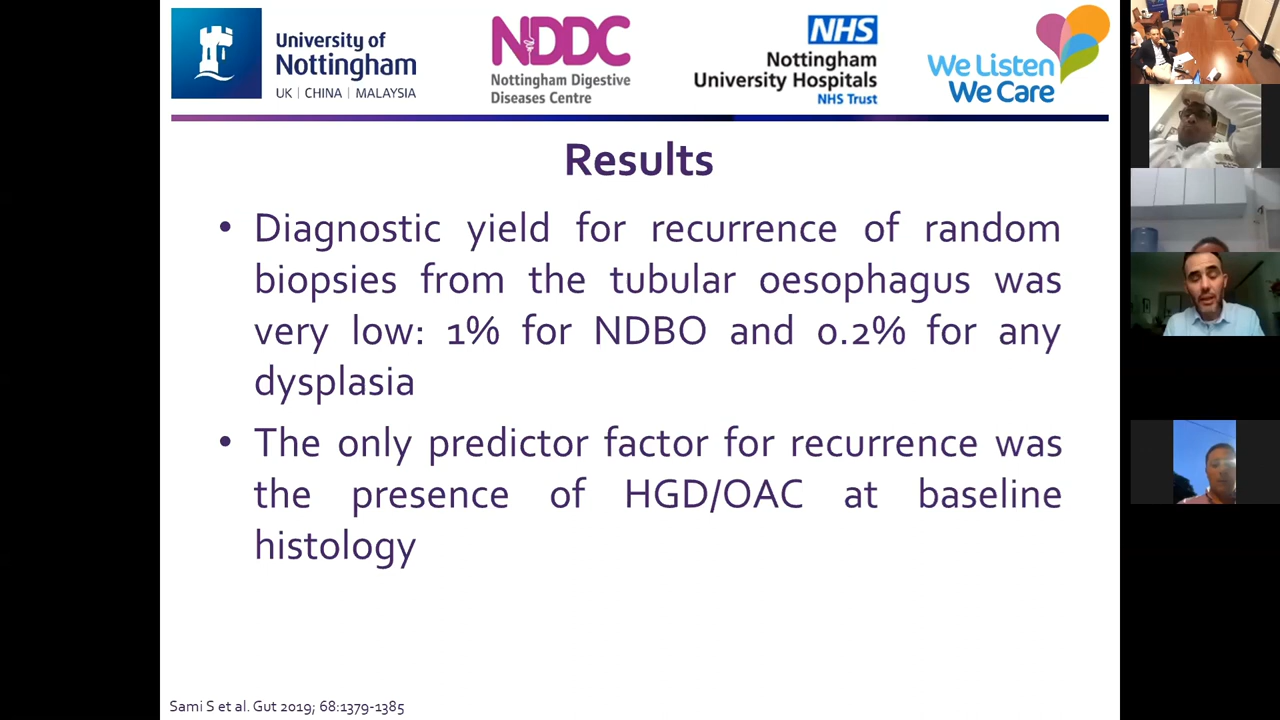 University of
Nottingham
UK | CHINA | MALAYSIA
NDDC
Nottingham Digestive
Diseases Centre
NHS
Nottingham
University Hospitals
NHS Trust
We Listen
We Care
Results
• Diagnostic yield for recurrence of random
biopsies from the tubular oesophagus was
very low: 1% for NDBO and 0.2% for any
dysplasia
• The only predictor factor for recurrence was
the presence of HGD/OAC at baseline
histology
Sami S et al. Gut 2019; 68:1379-1385